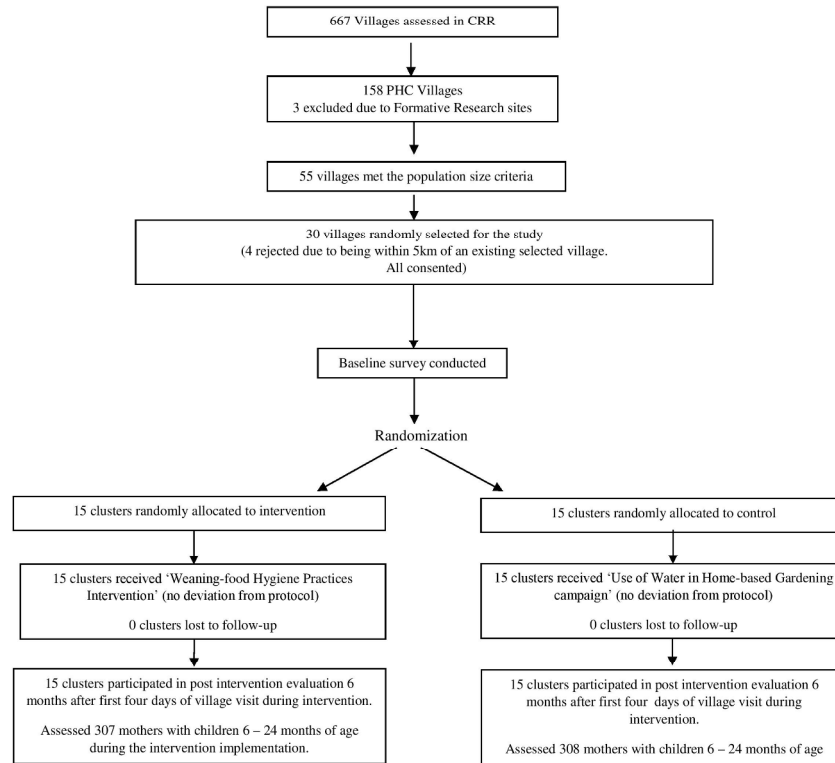 667 Villages assessed in CRR
158 PHC Villages
3 excluded due to Formative Research sites
55 villages met the population size criteria
30 villages randomly selected for the study
(4 rejected due to being within 5km of an existing selected village.
All consented)
Baseline survey conducted
Randomization
15 clusters randomly allocated to intervention
15 clusters received ‘Weaning-food Hygiene Practices
Intervention’ (no deviation from protocol)
0 clusters lost to follow-up
15 clusters participated in post intervention evaluation 6
months after first four days of village visit during intervention.
Assessed 307 mothers with children 6 – 24 months of age
during the intervention implementation.
15 clusters randomly allocated to control
15 clusters received ‘Use of Water in Home-based Gardening
campaign’ (no deviation from protocol)
0 clusters lost to follow-up
15 clusters participated in post intervention evaluation 6
months after first four days of village visit during
intervention.
Assessed 308 mothers with children 6 – 24 months of age